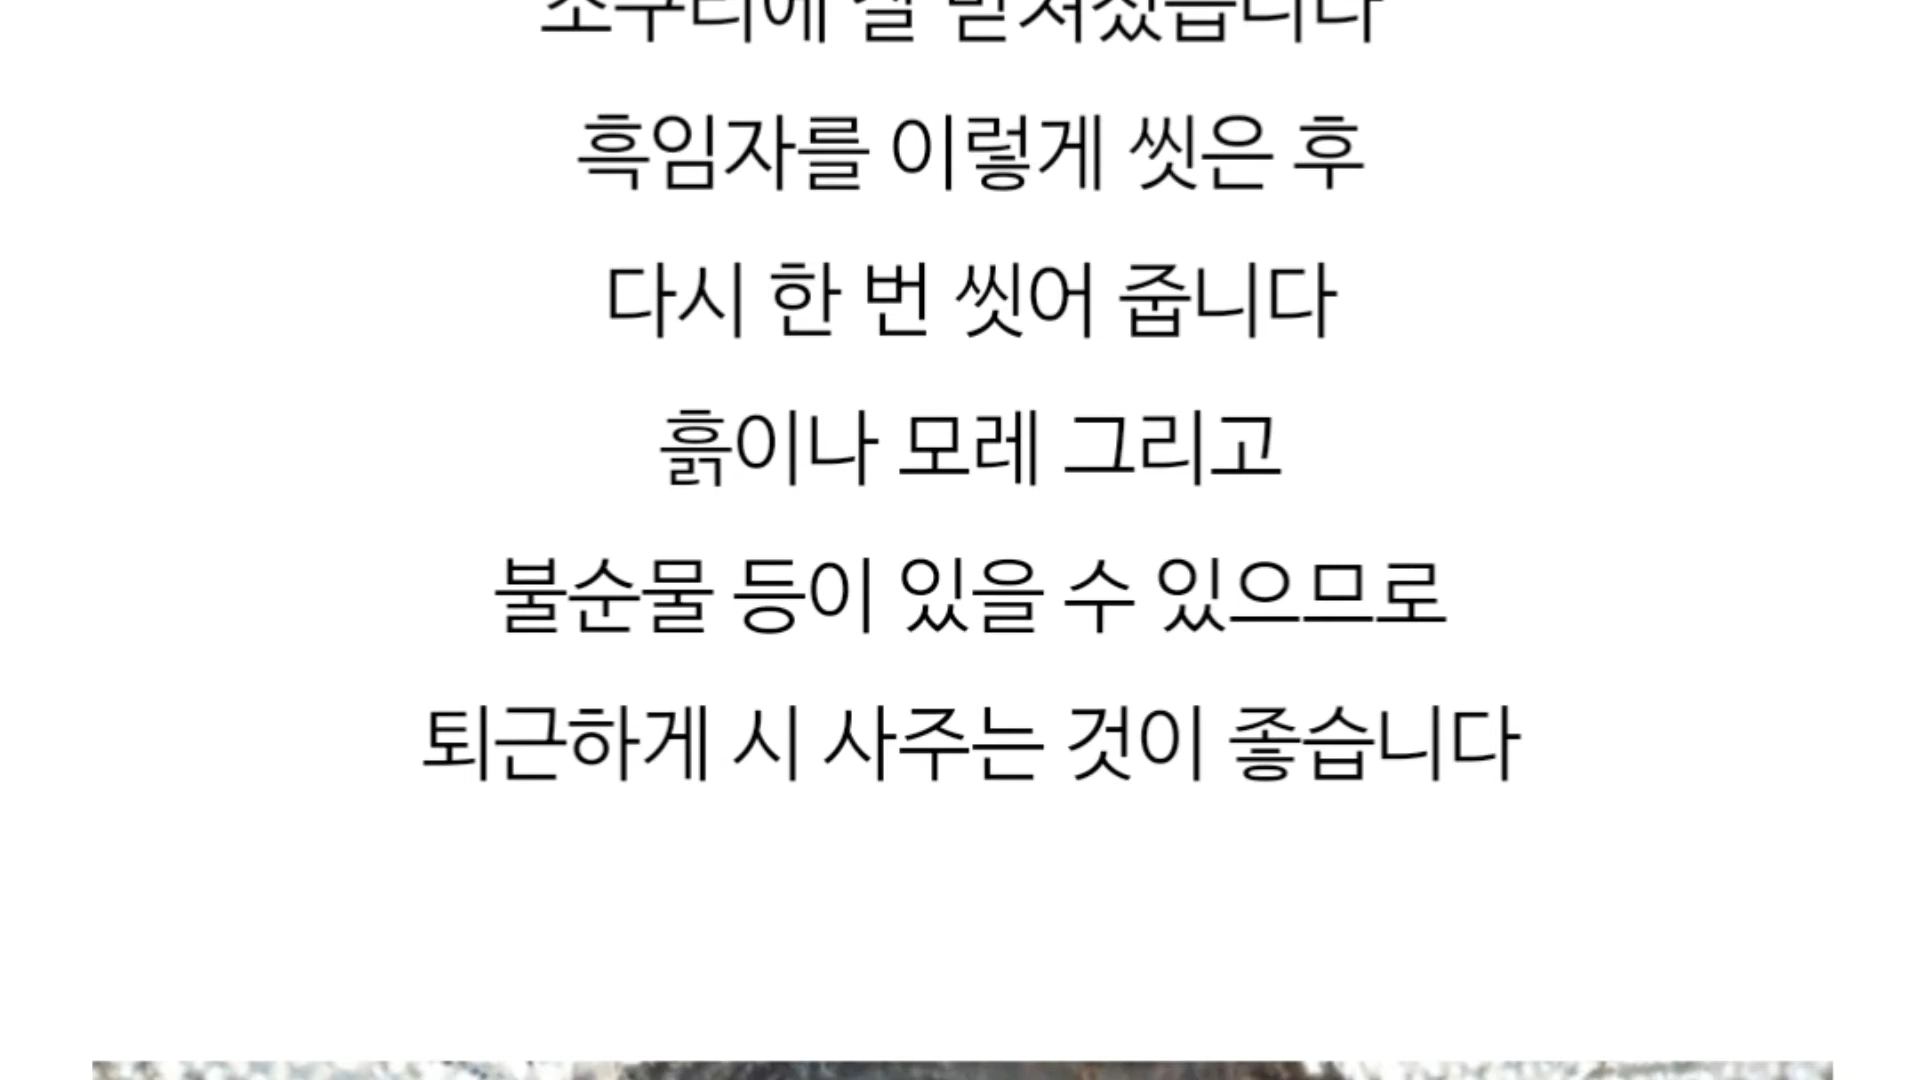 흑임자를 이렇게 씻은 후
다시 한 번 씻어 줍니다
흙이나 모레 그리고
불순물 등이 있을 수 있으므로
퇴근하게 시 사주는 것이 좋습니다